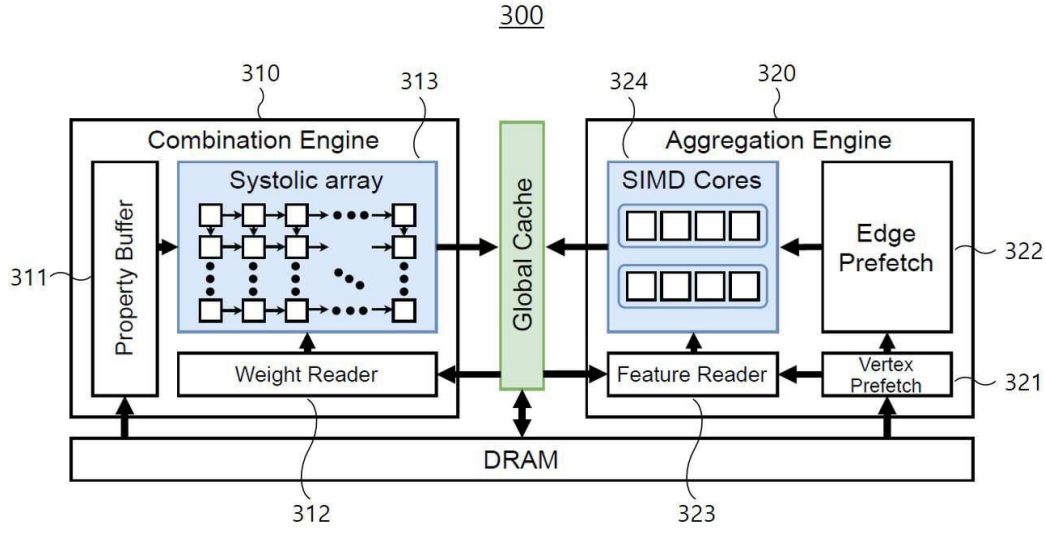 300
310
313
324
320
Combination Engine
Aggregation Engine
Property Buffer
Systolic array
Global Cache
SIMD Cores
Edge
Prefetch
311
322
Weight Reader
Feature Reader
Vertex
Prefetch
321
DRAM
312
323